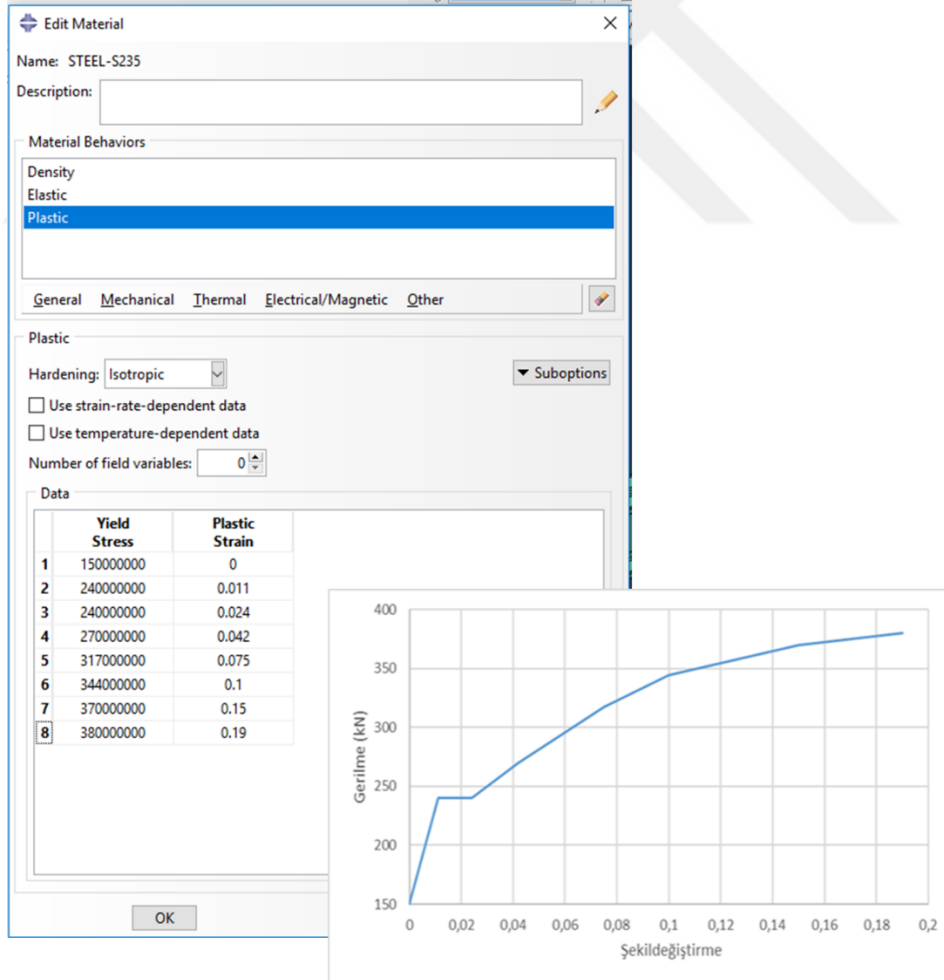 Edit Material
Name: STEEL-S235
Description:
Material Behaviors
Density
Elastic
Plastic
General Mechanical Thermal Electrical/Magnetic Other
Plastic
Hardening: Isotropic
Suboptions
Use strain-rate-dependent data
Use temperature-dependent data
Number of field variables: 0
Data
Yield Stress Plastic Strain
1 150000000 0
2 240000000 0.011
3 240000000 0.024
4 270000000 0.042
5 317000000 0.075
6 344000000 0.1
7 370000000 0.15
8 380000000 0.19
OK
400
350
300
250
200
150
Gerilme (kN)
0 0,02 0,04 0,06 0,08 0,1 0,12 0,14 0,16 0,18 0,2
Şekildeğiştirme